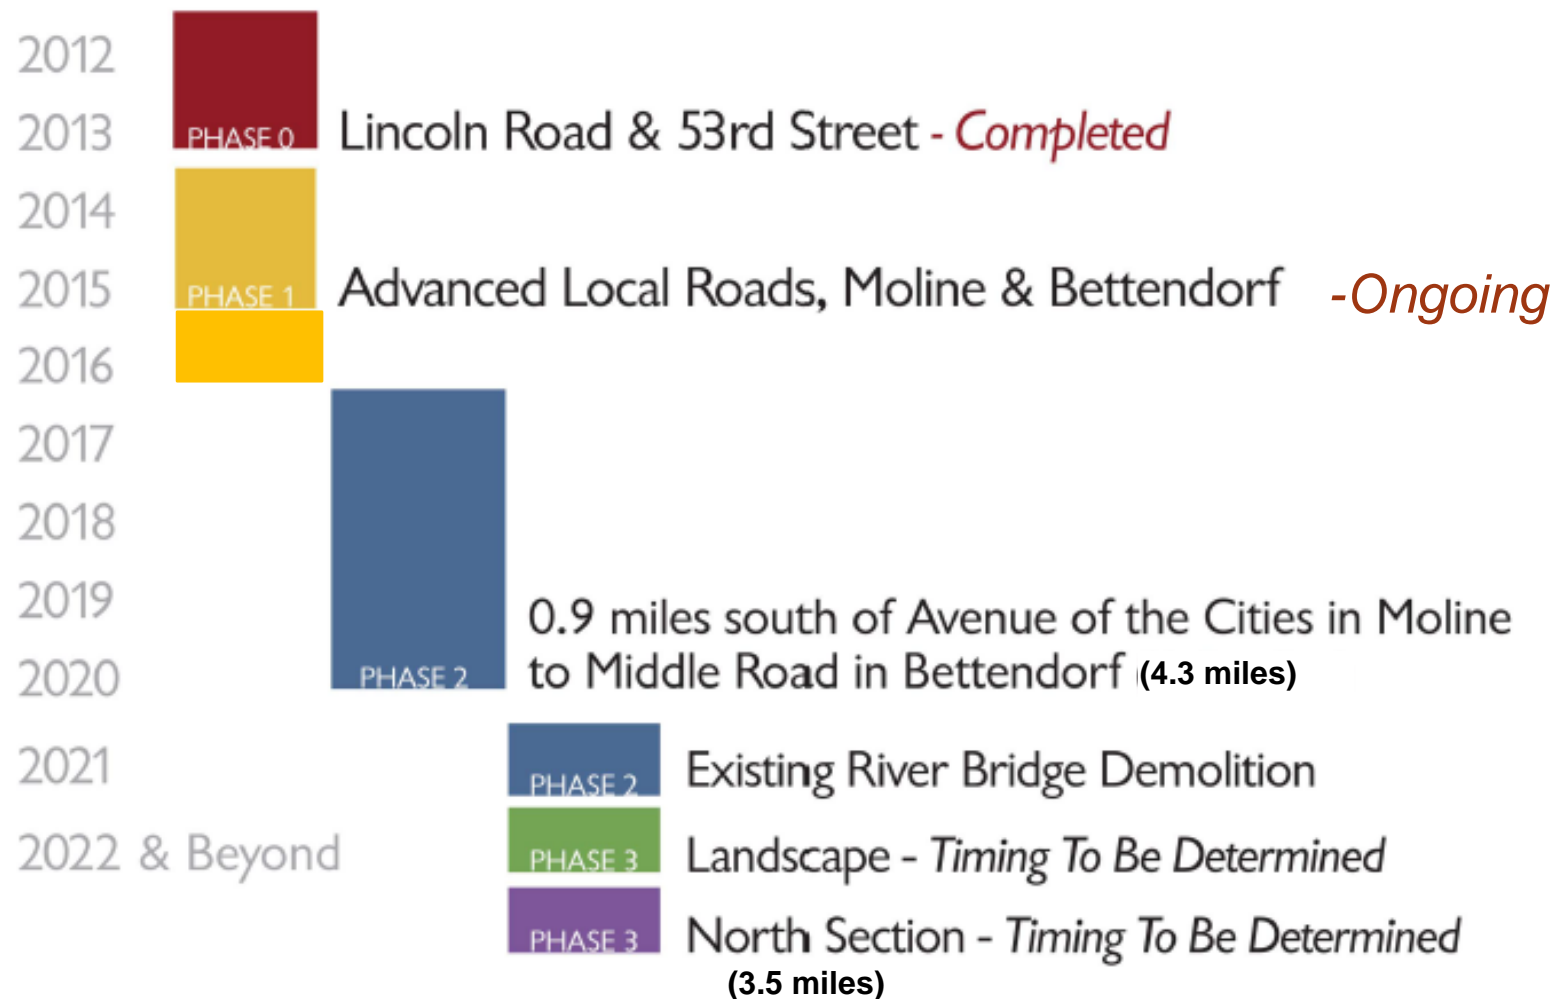 2012
2013
PHASE 0
Lincoln Road & 53rd Street - Completed
2014
2015
PHASE 1
Advanced Local Roads, Moline & Bettendorf
-Ongoing
2016
2017
2018
2019
2020
PHASE 2
0.9 miles south of Avenue of the Cities in Moline
to Middle Road in Bettendorf (4.3 miles)
2021
PHASE 2
Existing River Bridge Demolition
2022 & Beyond
PHASE 3
Landscape - Timing To Be Determined
PHASE 3
North Section - Timing To Be Determined
(3.5 miles)